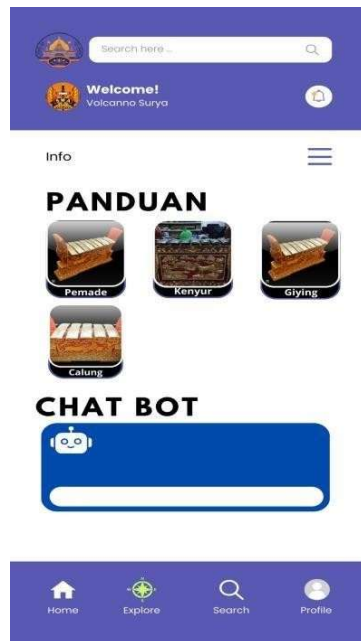 Search here ..
Welcome!
Volcanno Surya
Info
PANDUAN
Pemade
Kenyur
Giying
Calung
CHAT BOT
Home
Explore
Search
Profile